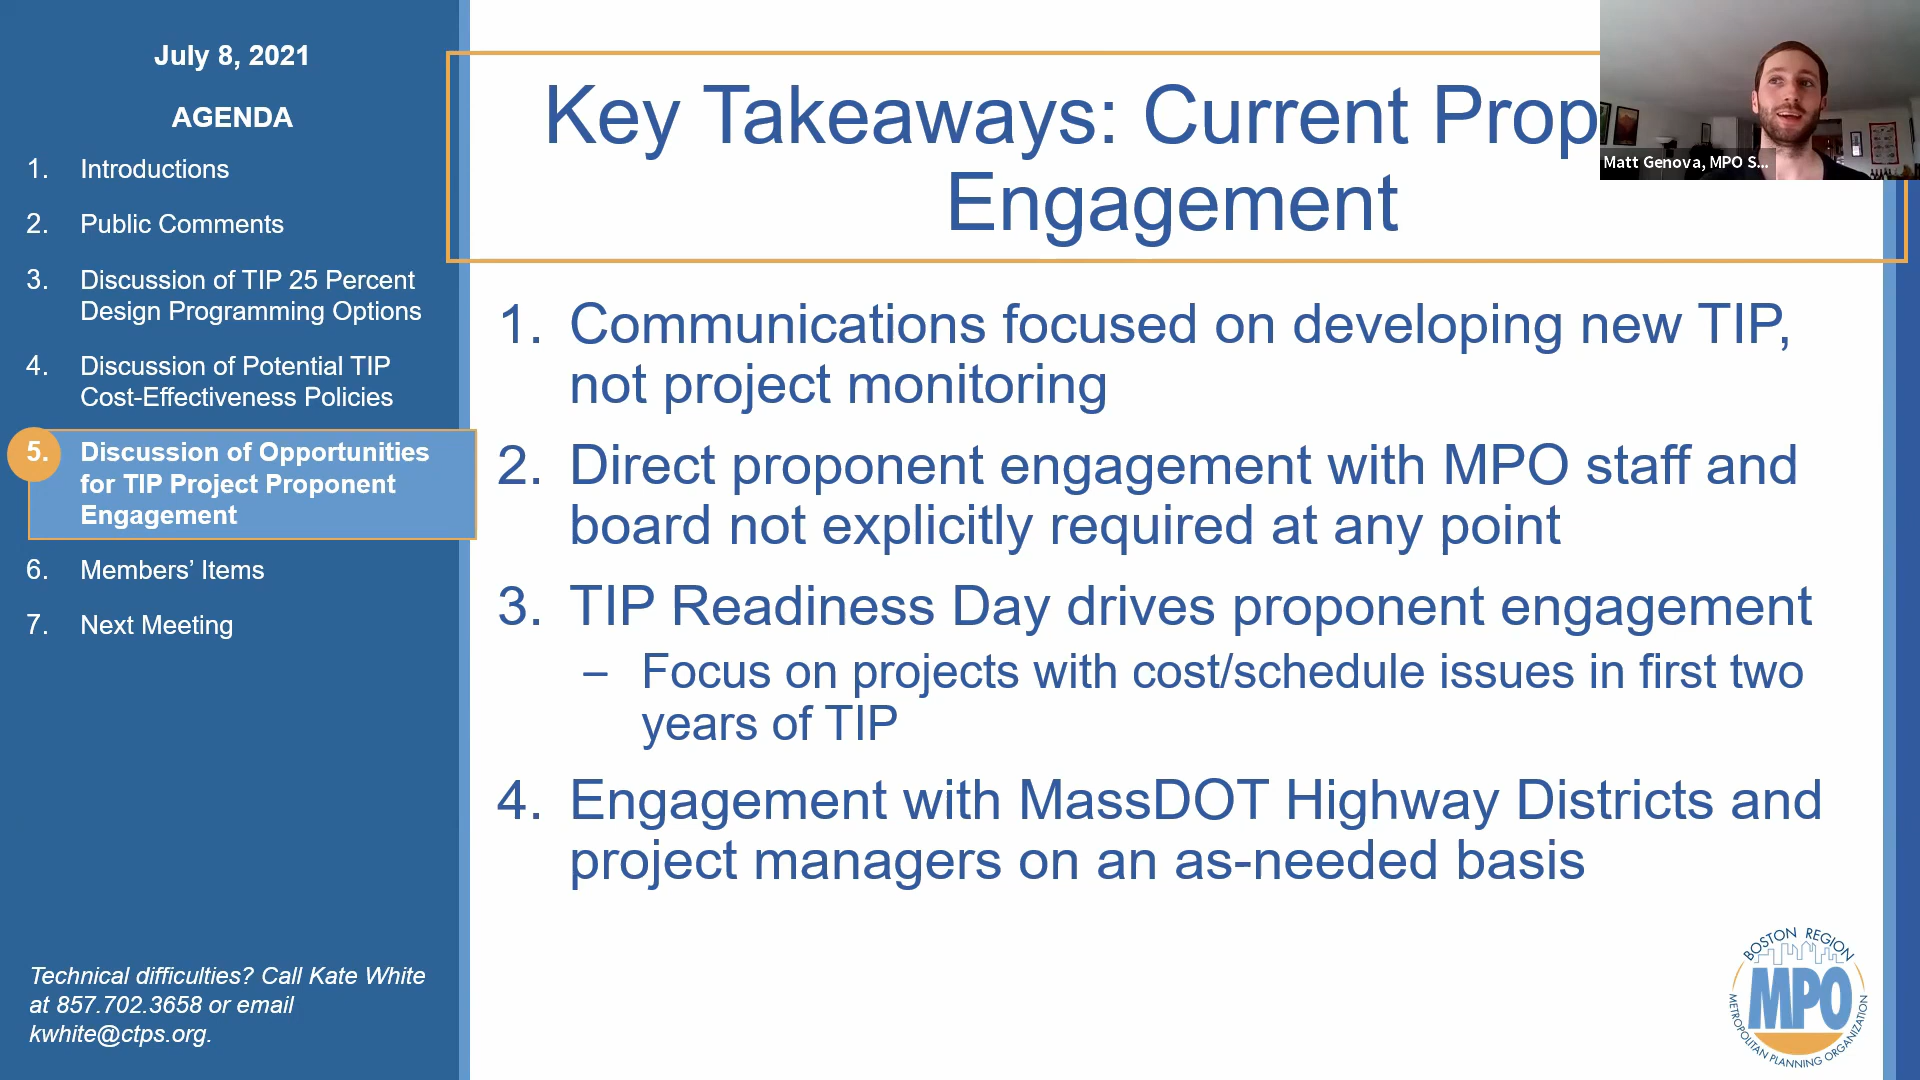 July 8, 2021
AGENDA
1. Introductions
2. Public Comments
3. Discussion of TIP 25 Percent
Design Programming Options
4. Discussion of Potential TIP
Cost-Effectiveness Policies
5. Discussion of Opportunities
for TIP Project Proponent
Engagement
6. Members’ Items
7. Next Meeting
Technical difficulties? Call Kate White
at 857.702.3658 or email
kwhite@ctps.org.
Key Takeaways: Current Prop
Engagement
1. Communications focused on developing new TIP,
not project monitoring
2. Direct proponent engagement with MPO staff and
board not explicitly required at any point
3. TIP Readiness Day drives proponent engagement
– Focus on projects with cost/schedule issues in first two
years of TIP
4. Engagement with MassDOT Highway Districts and
project managers on an as-needed basis
Matt Genova, MPO S...
BOSTON REGION
MPO
METROPOLITAN PLANNING ORGANIZATION